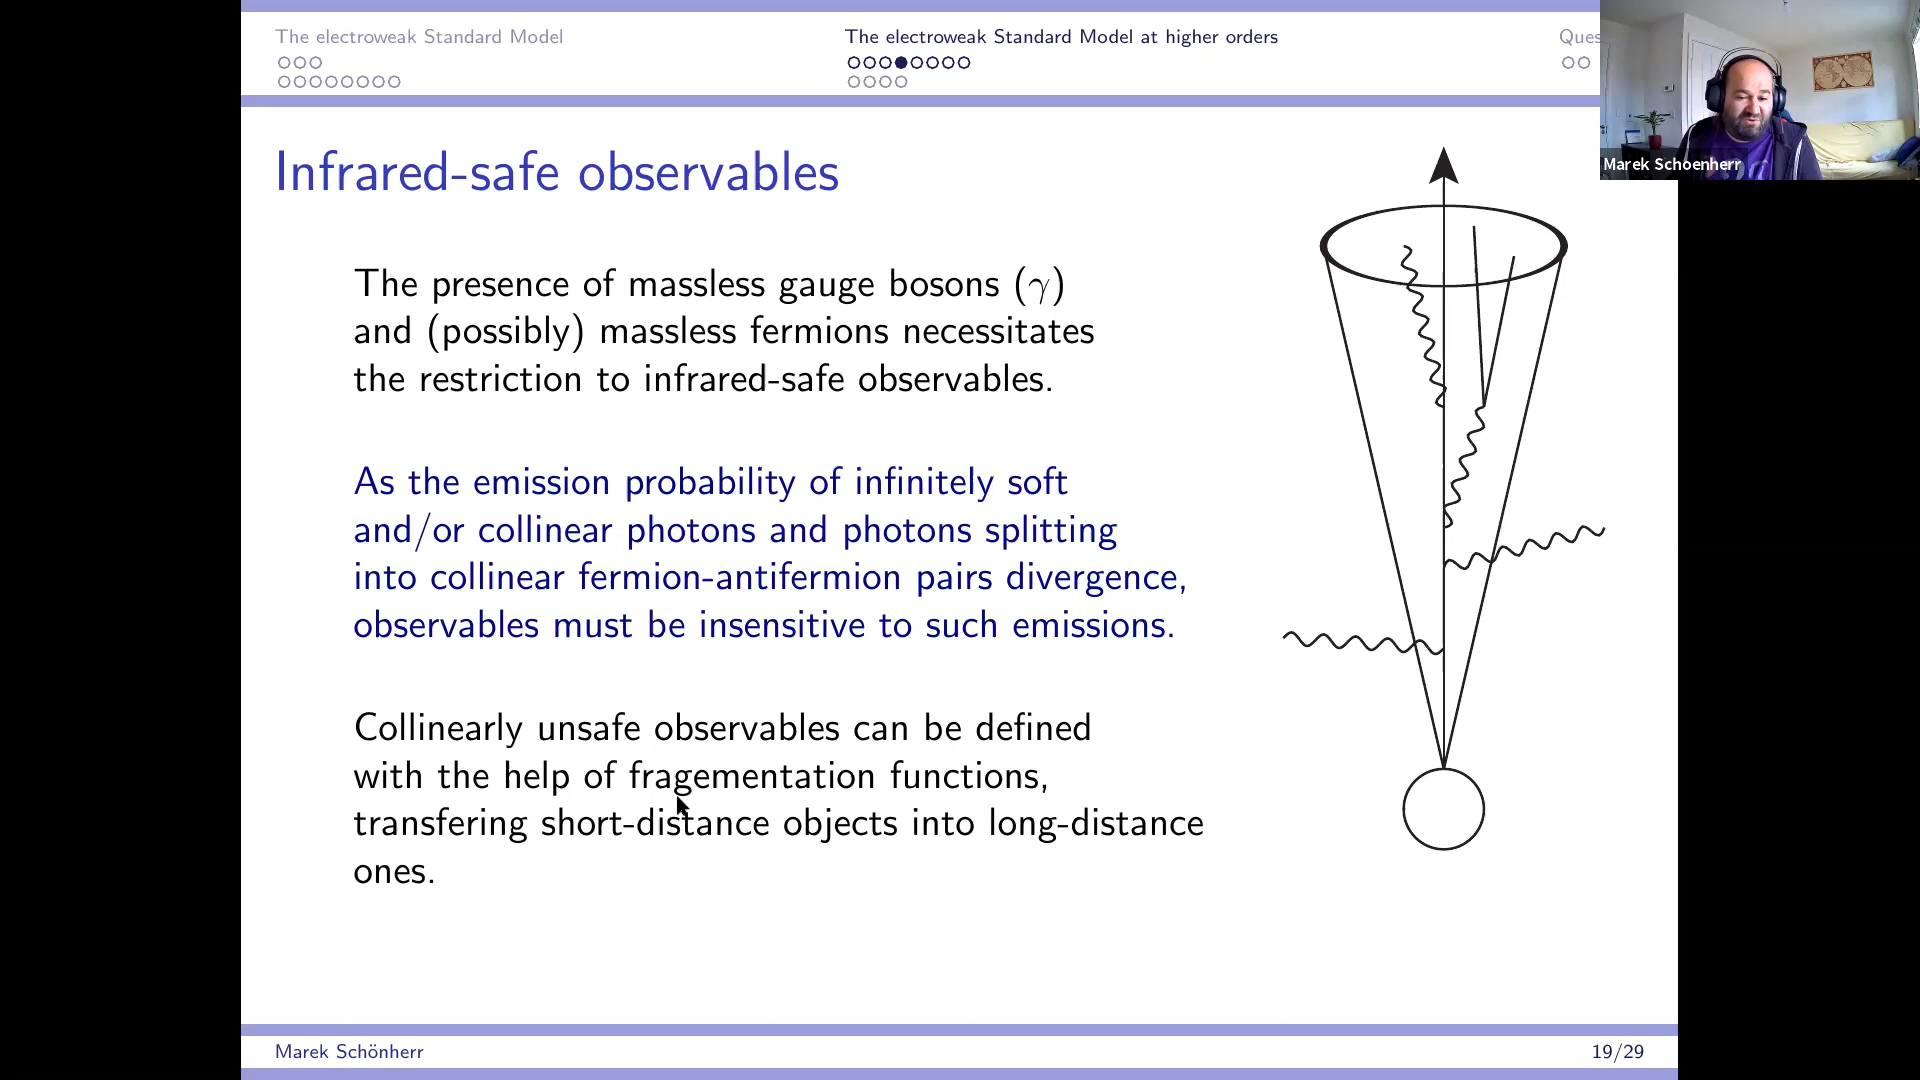 The electroweak Standard Model
The electroweak Standard Model at higher orders
Ques
Marek Schoenherr
Infrared-safe observables
The presence of massless gauge bosons (γ)
and (possibly) massless fermions necessitates
the restriction to infrared-safe observables.
As the emission probability of infinitely soft
and/or collinear photons and photons splitting
into collinear fermion-antifermion pairs divergence,
observables must be insensitive to such emissions.
Collinearly unsafe observables can be defined
with the help of fragementation functions,
transfering short-distance objects into long-distance
ones.
Marek Schönherr
19/29